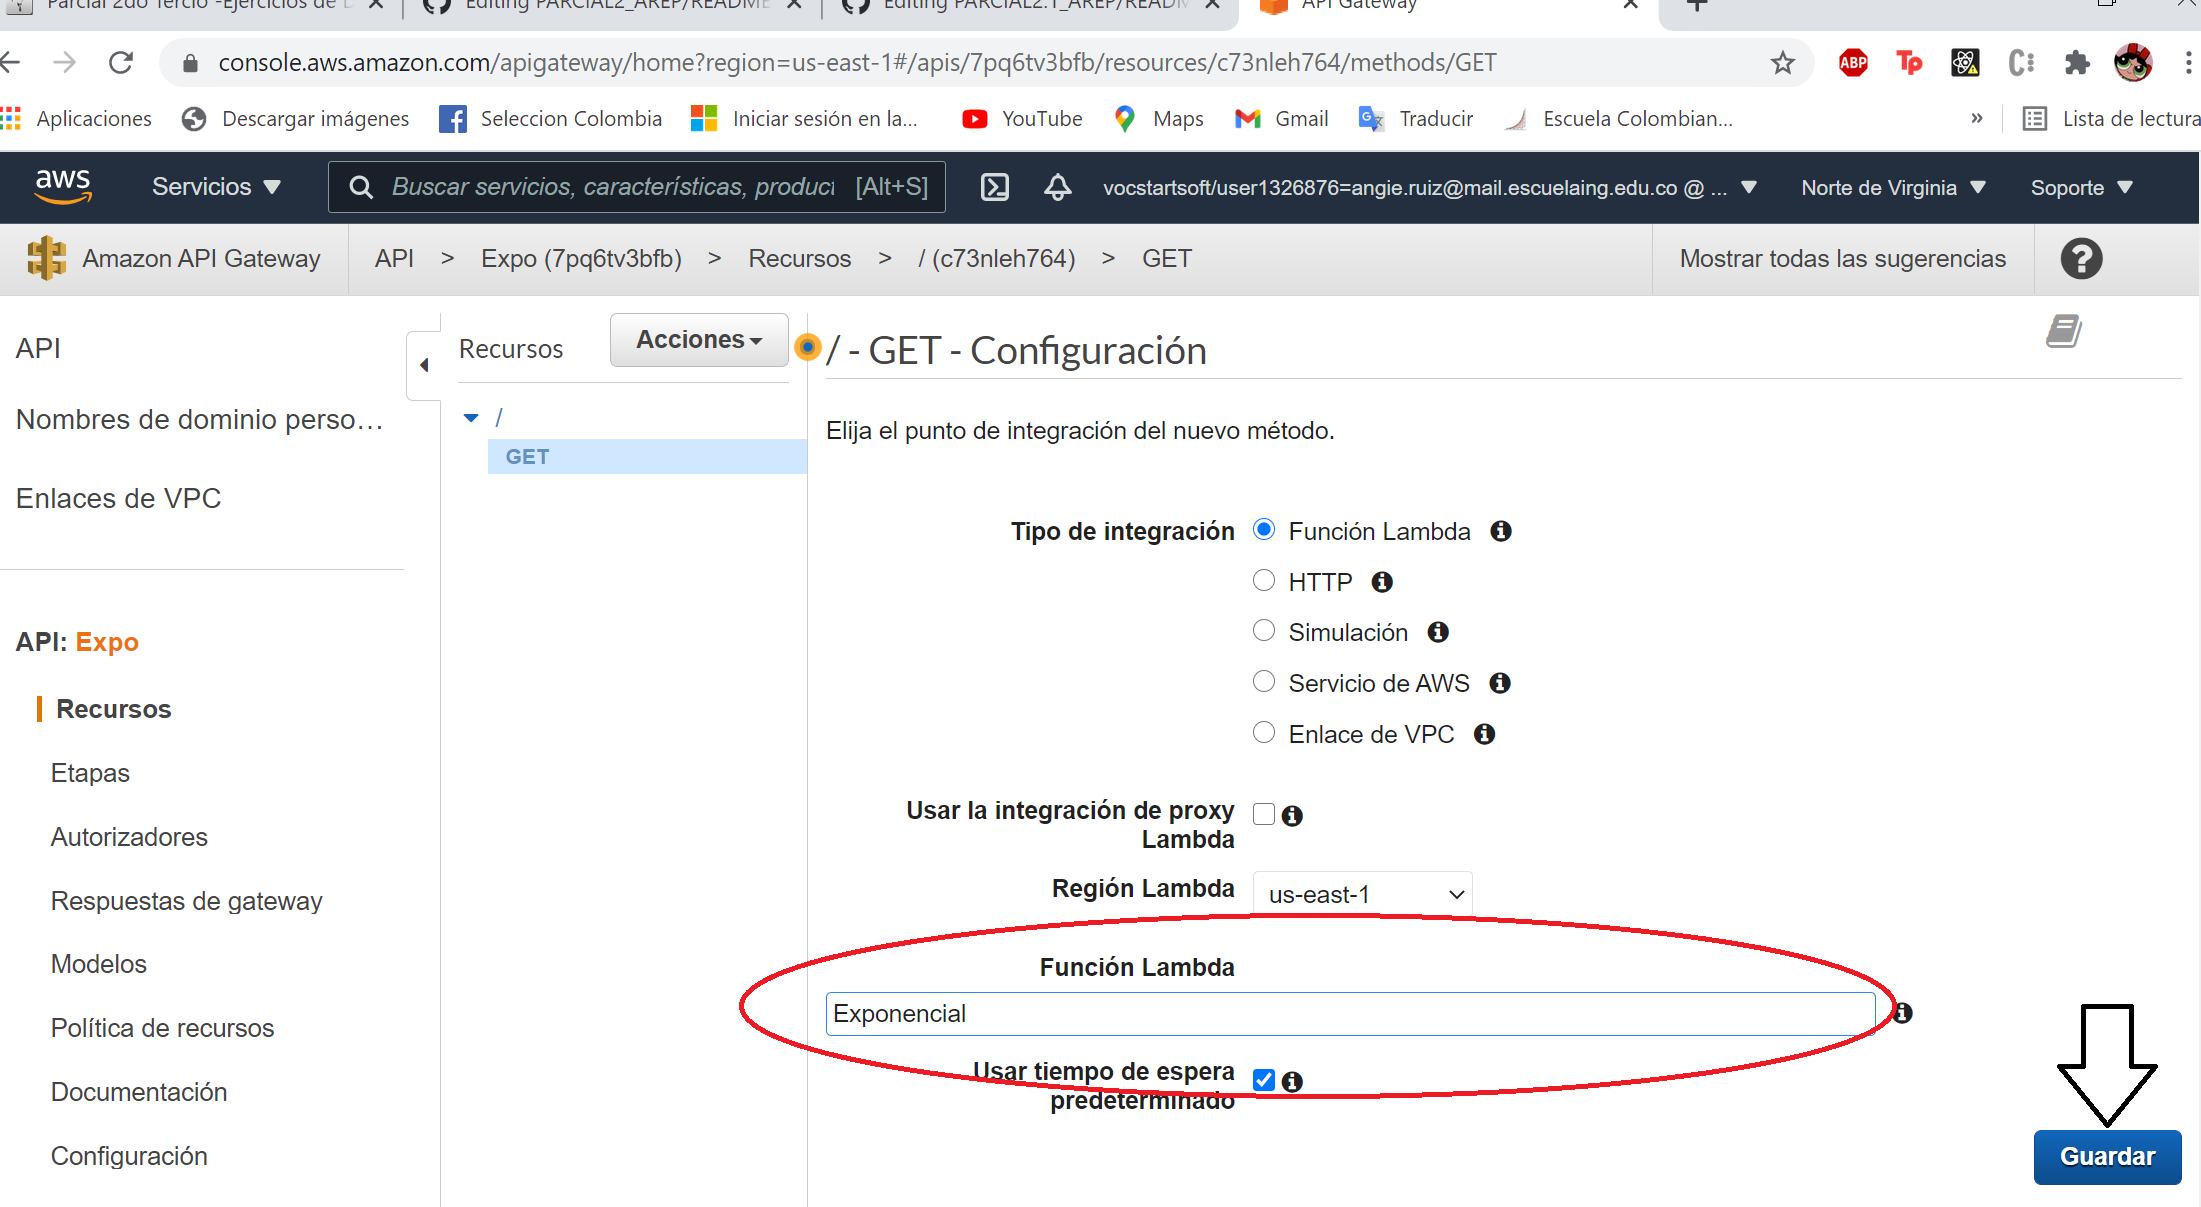 Parcial 2do Tercio -Ejercicios de
Editing PARCIAL2_AREP/README
Editing PARCIAL2.1_AREP/READM
API Gateway
console.aws.amazon.com/apigateway/home?region=us-east-1#/apis/7pq6tv3bfb/resources/c73nleh764/methods/GET
ABP
Tp
Aplicaciones
Descargar imágenes
Seleccion Colombia
Iniciar sesión en la...
YouTube
Maps
Gmail
Traducir
Escuela Colombian...
»
Lista de lectura
aws
Servicios
Buscar servicios, características, product
[Alt+S]
vocstartsoft/user1326876=angie.ruiz@mail.escuelaing.edu.co @ ...
Norte de Virginia
Soporte
Amazon API Gateway
API > Expo (7pq6tv3bfb) > Recursos > / (c73nleh764) > GET
Mostrar todas las sugerencias
?
API
Nombres de dominio perso...
Enlaces de VPC
API: Expo
Recursos
Etapas
Autorizadores
Respuestas de gateway
Modelos
Política de recursos
Documentación
Configuración
Recursos
Acciones
/
GET
/ - GET - Configuración
Elija el punto de integración del nuevo método.
Tipo de integración
Función Lambda
HTTP
Simulación
Servicio de AWS
Enlace de VPC
Usar la integración de proxy
Lambda
Región Lambda
us-east-1
Función Lambda
Exponencial
Usar tiempo de espera
predeterminado
Guardar